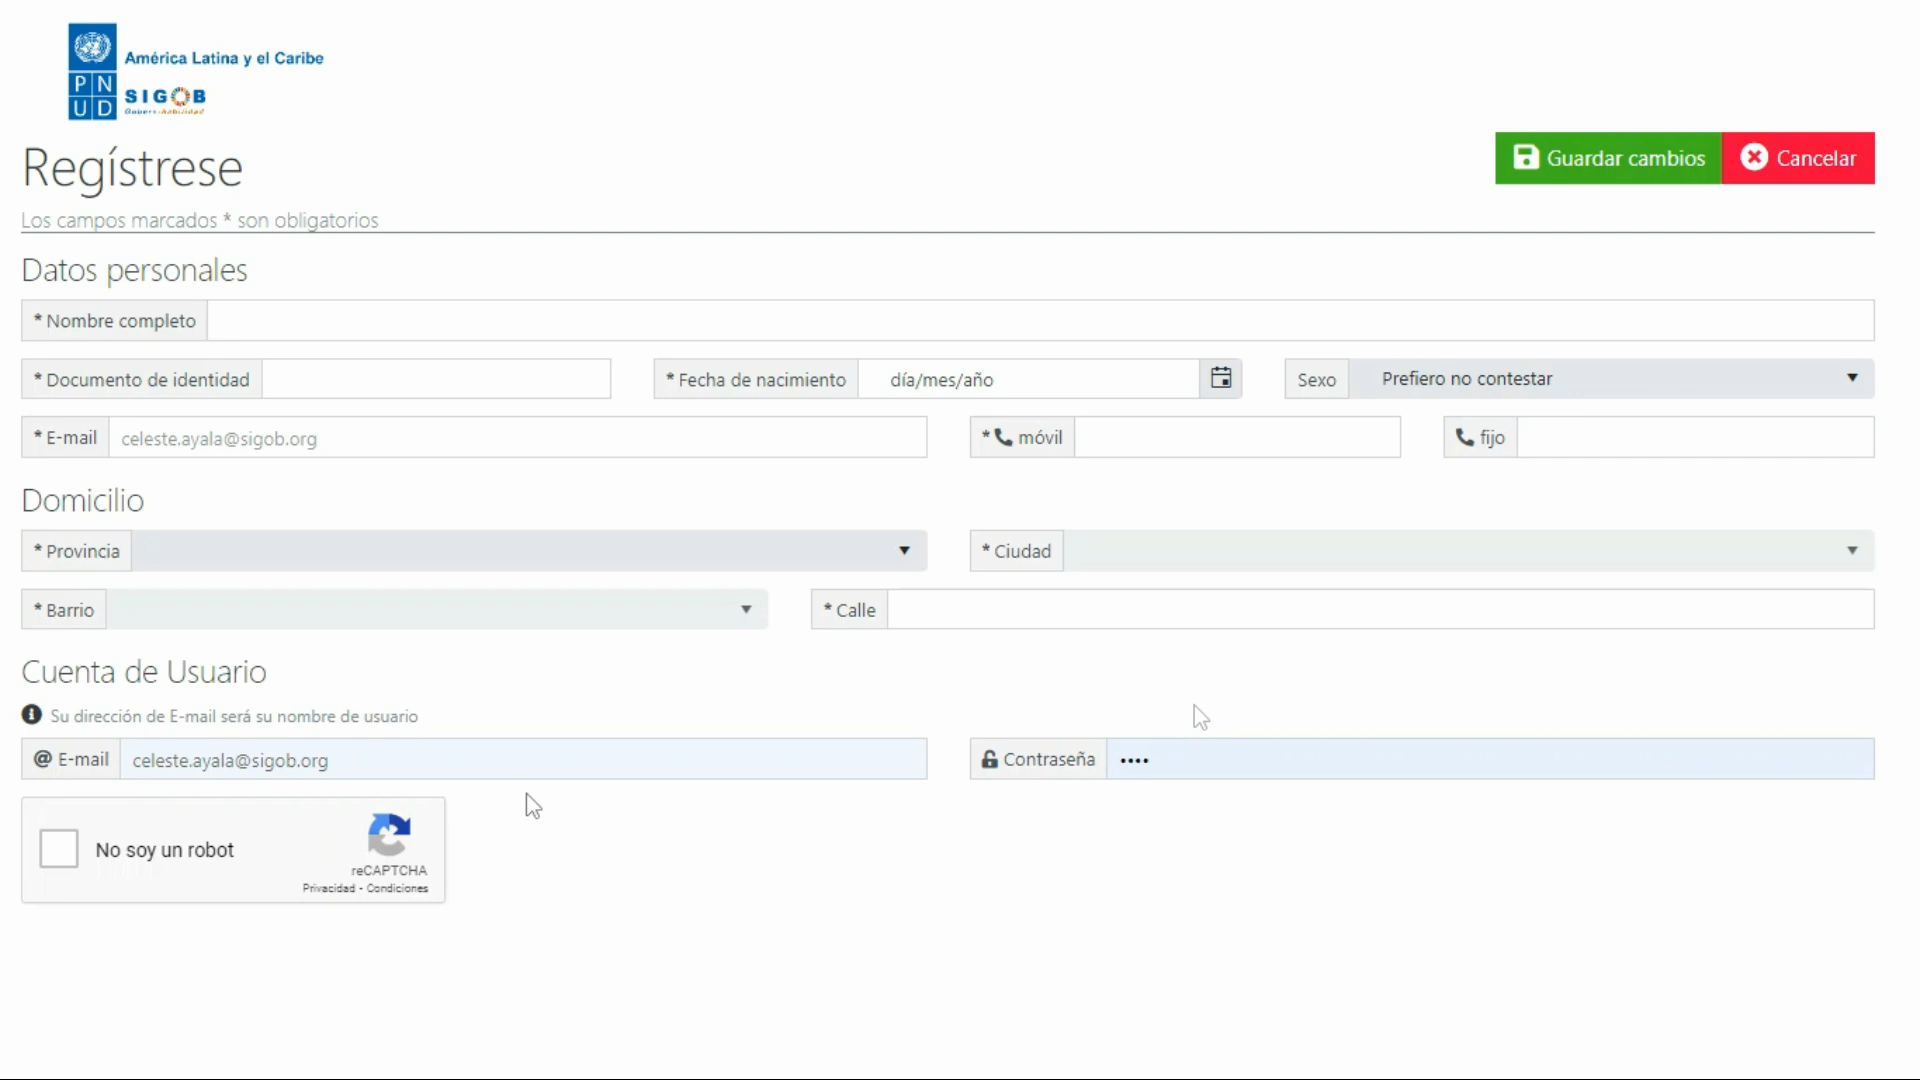 América Latina y el Caribe
PN
UD
SIGOB
Regístrese
Guardar cambios
Cancelar
Los campos marcados * son obligatorios
Datos personales
* Nombre completo
* Documento de identidad
* Fecha de nacimiento día/mes/año
Sexo Prefiero no contestar
* E-mail celeste.ayala@sigob.org
* móvil
fijo
Domicilio
* Provincia
* Ciudad
* Barrio
* Calle
Cuenta de Usuario
Su dirección de E-mail será su nombre de usuario
@ E-mail celeste.ayala@sigob.org
Contraseña ••••
No soy un robot
reCAPTCHA
Privacidad - Condiciones